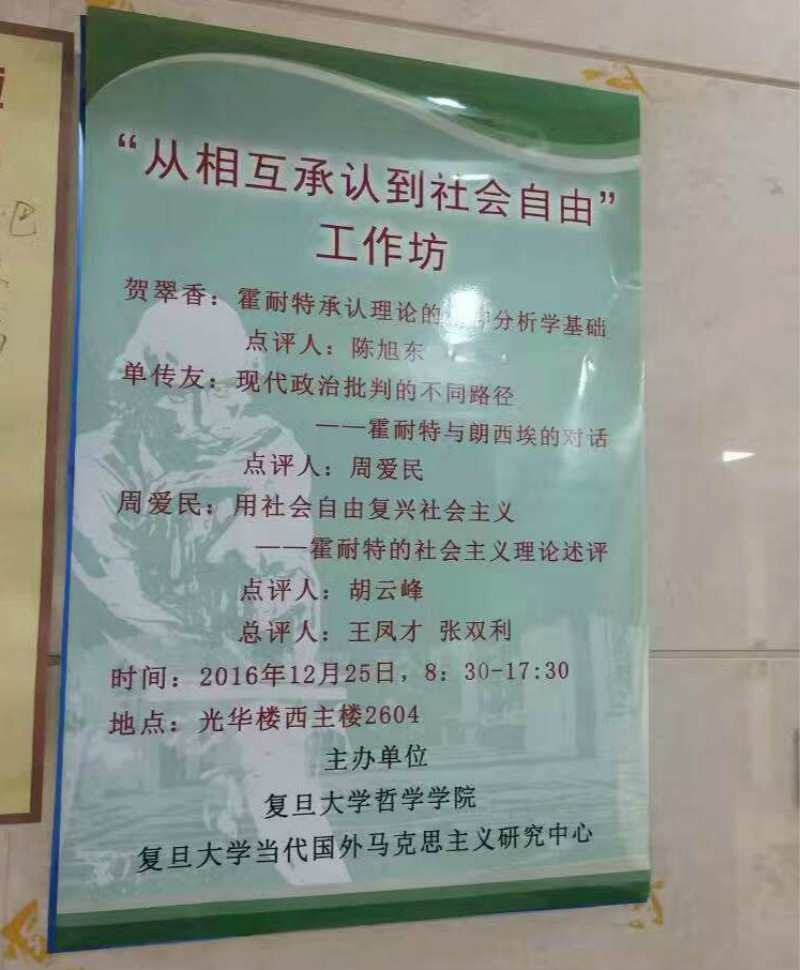 “从相互承认到社会自由”
工作坊
贺翠香：霍耐特承认理论的 分析学基础
点评人：陈旭东
单传友：现代政治批判的不同路径
——霍耐特与朗西埃的对话
点评人：周爱民
周爱民：用社会自由复兴社会主义
——霍耐特的社会主义理论述评
点评人：胡云峰
总评人：王凤才 张双利
时间：2016年12月25日，8：30-17:30
地点：光华楼西主楼2604
主办单位
复旦大学哲学学院
复旦大学当代国外马克思主义研究中心